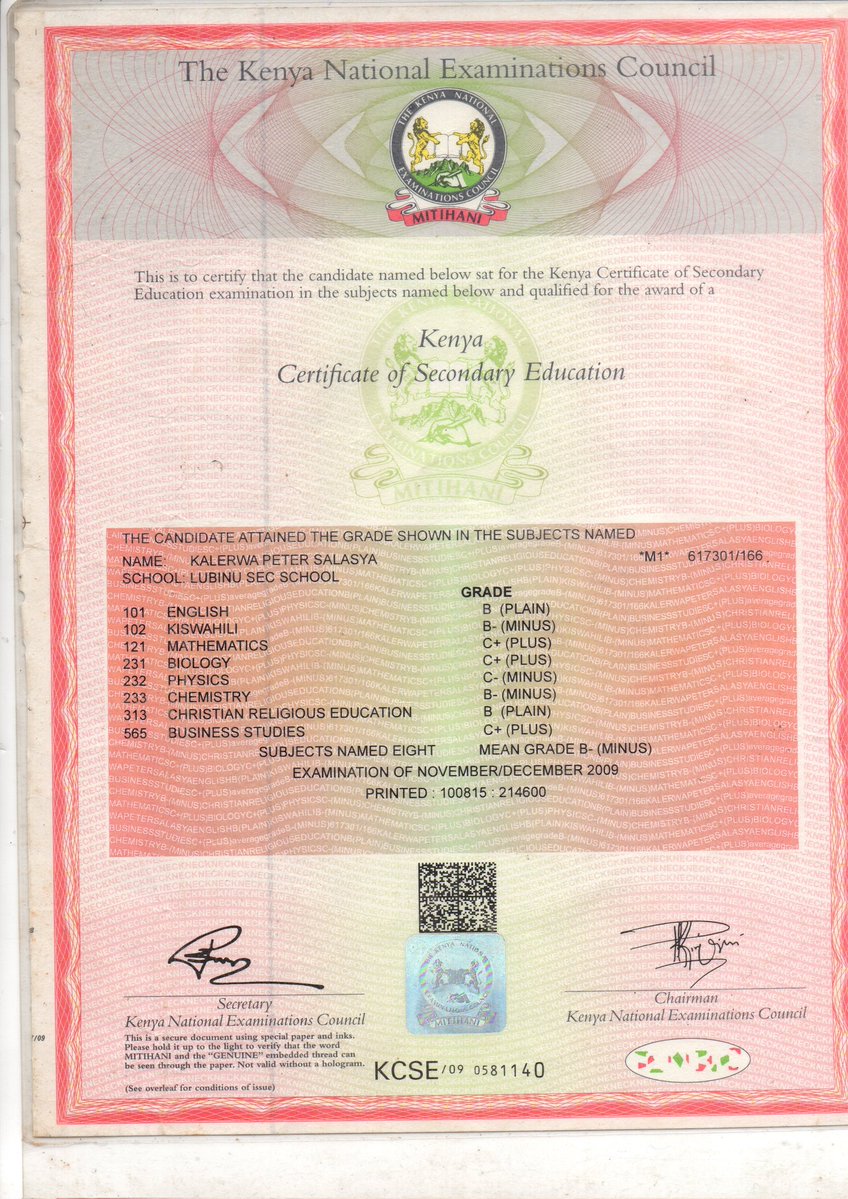 The Kenya National Examinations Council
THE KENYA NATIONAL
EXAMINATIONS COUNCIL
MITIHANI
This is to certify that the candidate named below sat for the Kenya Certificate of Secondary
Education examination in the subjects named below and qualified for the award of a
Kenya
Certificate of Secondary Education
THE CANDIDATE ATTAINED THE GRADE SHOWN IN THE SUBJECTS NAMED
NAME: KALERWA PETER SALASYA *M1* 617301/166
SCHOOL: LUBINU SEC SCHOOL
GRADE
101 ENGLISH B (PLAIN)
102 KISWAHILI B- (MINUS)
121 MATHEMATICS C+ (PLUS)
231 BIOLOGY C+ (PLUS)
232 PHYSICS C- (MINUS)
233 CHEMISTRY B- (MINUS)
313 CHRISTIAN RELIGIOUS EDUCATION B (PLAIN)
565 BUSINESS STUDIES C+ (PLUS)
SUBJECTS NAMED EIGHT MEAN GRADE B- (MINUS)
EXAMINATION OF NOVEMBER/DECEMBER 2009
PRINTED : 100815 : 214600
Secretary
Kenya National Examinations Council
Chairman
Kenya National Examinations Council
This is a secure document using special paper and inks.
Please hold it up to the light to verify that the word
MITIHANI and the "GENUINE" embedded thread can
be seen through the paper. Not valid without a hologram.
(See overleaf for conditions of issue)
MITIHANI
KCSE/09 0581140